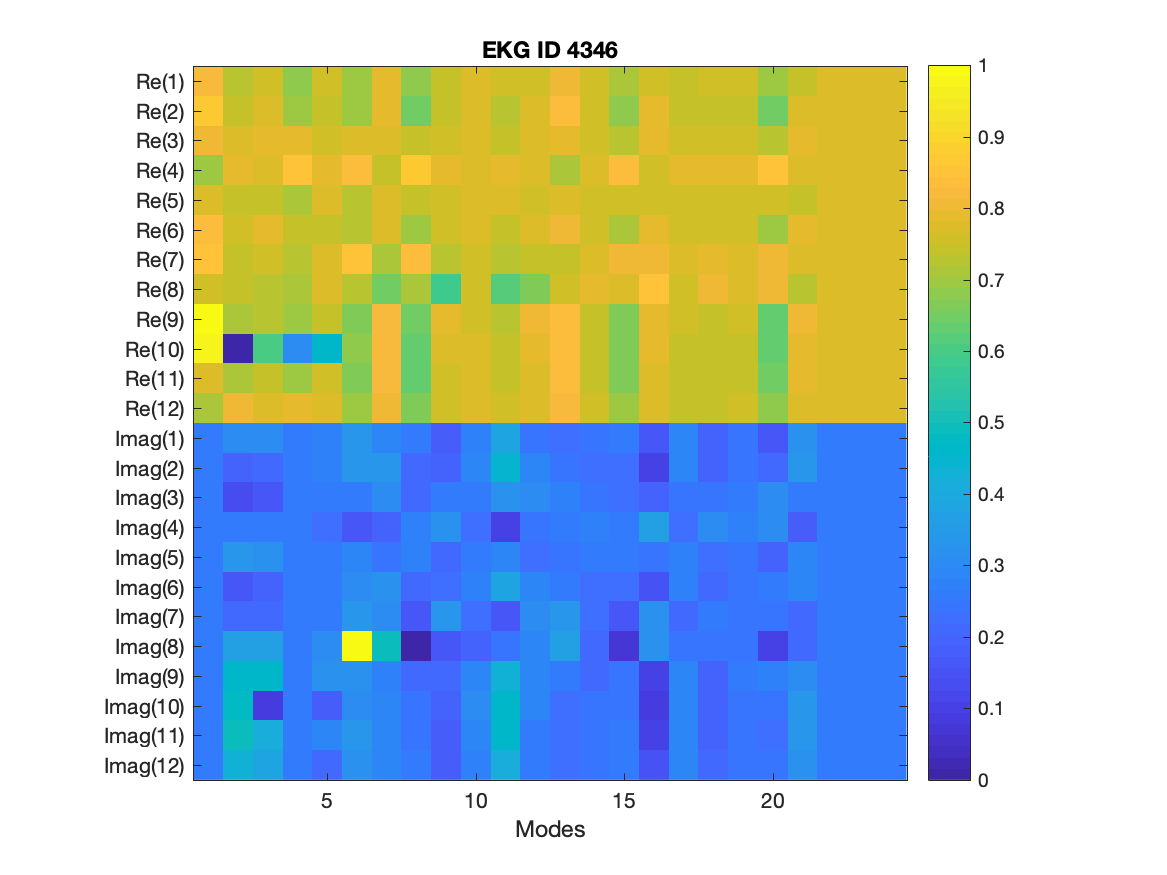 EKG ID 4346
Re(1)
Re(2)
Re(3)
Re(4)
Re(5)
Re(6)
Re(7)
Re(8)
Re(9)
Re(10)
Re(11)
Re(12)
Imag(1)
Imag(2)
Imag(3)
Imag(4)
Imag(5)
Imag(6)
Imag(7)
Imag(8)
Imag(9)
Imag(10)
Imag(11)
Imag(12)
5 10 15 20
Modes
1
0.9
0.8
0.7
0.6
0.5
0.4
0.3
0.2
0.1
0